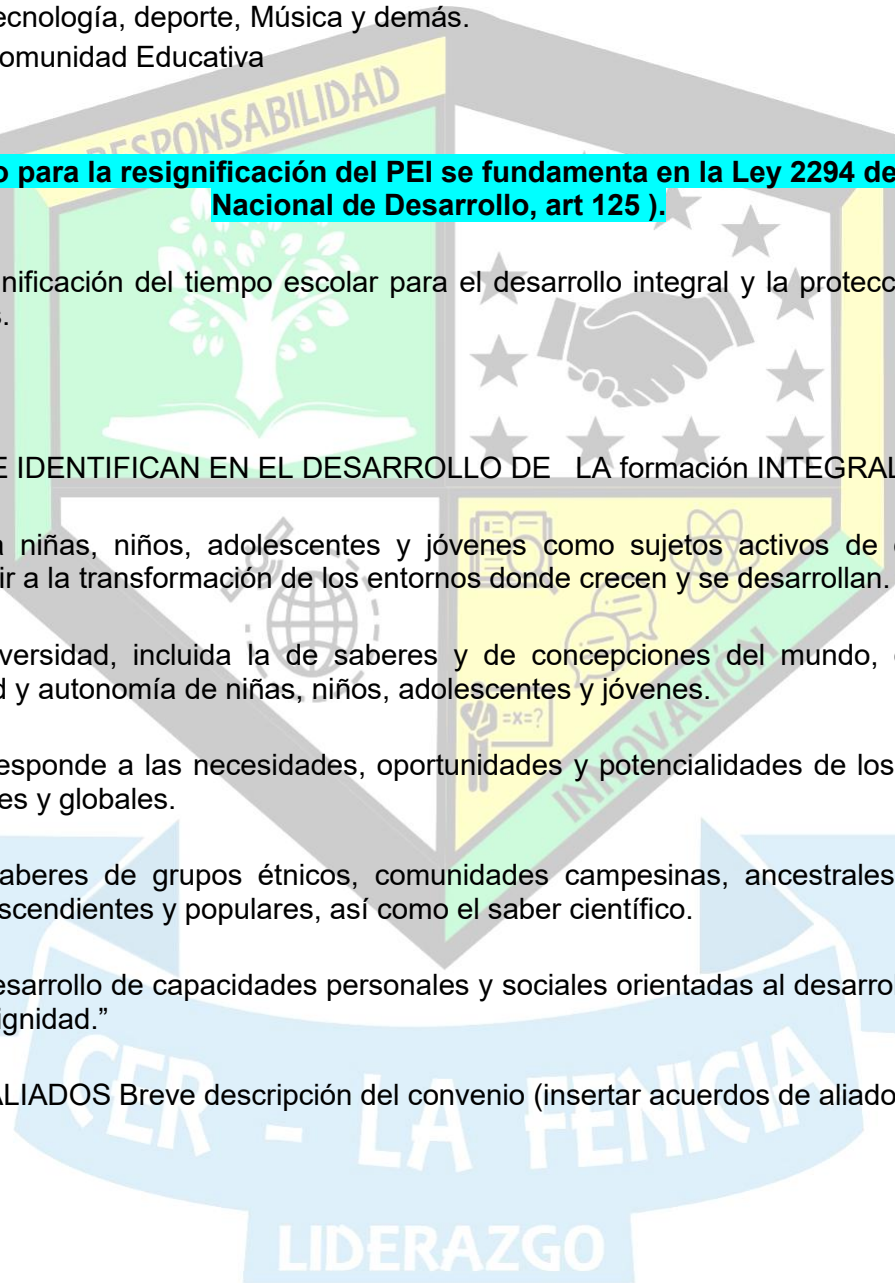 ecnología, deporte, Música y demás.
omunidad Educativa
RESPONSABILIDAD
o para la resignificación del PEI se fundamenta en la Ley 2294 de
Nacional de Desarrollo, art 125 ).
nificación del tiempo escolar para el desarrollo integral y la protecc
s.
E IDENTIFICAN EN EL DESARROLLO DE LA formación INTEGRAL
a niñas, niños, adolescentes y jóvenes como sujetos activos de
ir a la transformación de los entornos donde crecen y se desarrollan.
versidad, incluida la de saberes y de concepciones del mundo,
d y autonomía de niñas, niños, adolescentes y jóvenes.
=x=?
INNOVACIÓN
esponde a las necesidades, oportunidades y potencialidades de los
es y globales.
aberes de grupos étnicos, comunidades campesinas, ancestrales
scendientes y populares, así como el saber científico.
esarrollo de capacidades personales y sociales orientadas al desarro
ignidad.”
ALIADOS Breve descripción del convenio (insertar acuerdos de aliado
CER - LA FENICIA
LIDERAZGO